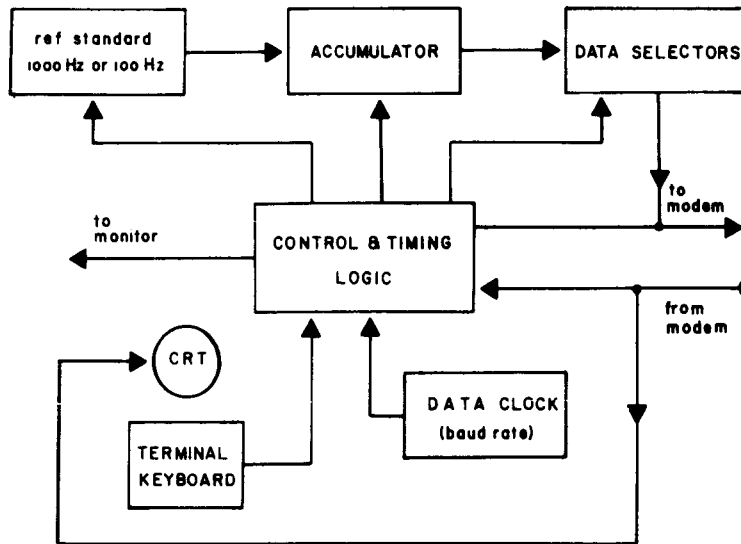 ref standard
1000 Hz or 100 Hz
ACCUMULATOR
DATA SELECTORS
to
modem
to
monitor
CONTROL & TIMING
LOGIC
from
modem
CRT
DATA CLOCK
(baud rate)
TERMINAL
KEYBOARD